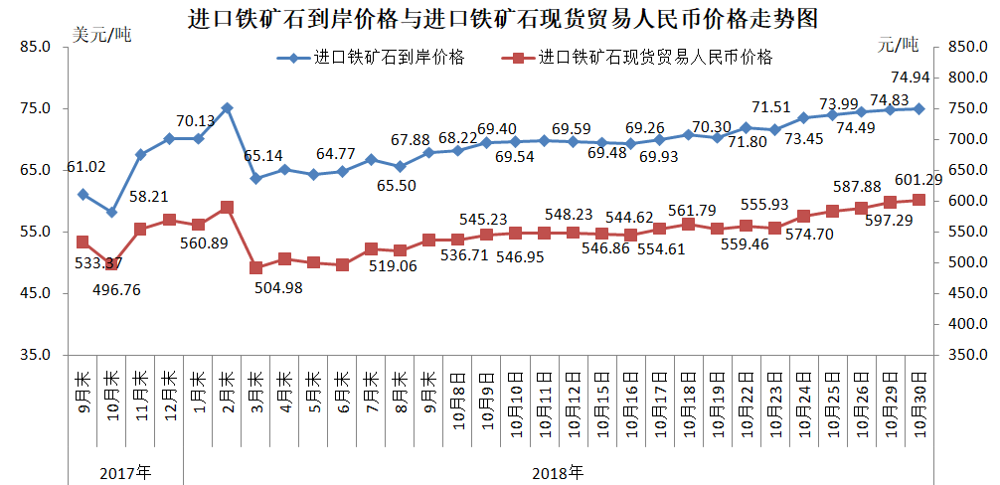 进口铁矿石到岸价格与进口铁矿石现货贸易人民币价格走势图
美元/吨
元/吨
进口铁矿石到岸价格
进口铁矿石现货贸易人民币价格
85.0
75.0
65.0
55.0
45.0
35.0
850.0
800.0
750.0
700.0
650.0
600.0
550.0
500.0
450.0
400.0
350.0
61.02
58.21
70.13
65.14
64.77
65.50
67.88
68.22
69.40
69.54
69.59
69.48
69.26
69.93
70.30
71.80
71.51
73.45
73.99
74.49
74.83
74.94
533.37
496.76
560.89
504.98
519.06
536.71
545.23
546.95
548.23
546.86
544.62
554.61
561.79
559.46
555.93
574.70
587.88
597.29
601.29
9月末
10月末
11月末
12月末
1月末
2月末
3月末
4月末
5月末
6月末
7月末
8月末
9月末
10月8日
10月9日
10月10日
10月11日
10月12日
10月15日
10月16日
10月17日
10月18日
10月19日
10月22日
10月23日
10月24日
10月25日
10月26日
10月29日
10月30日
2017年
2018年